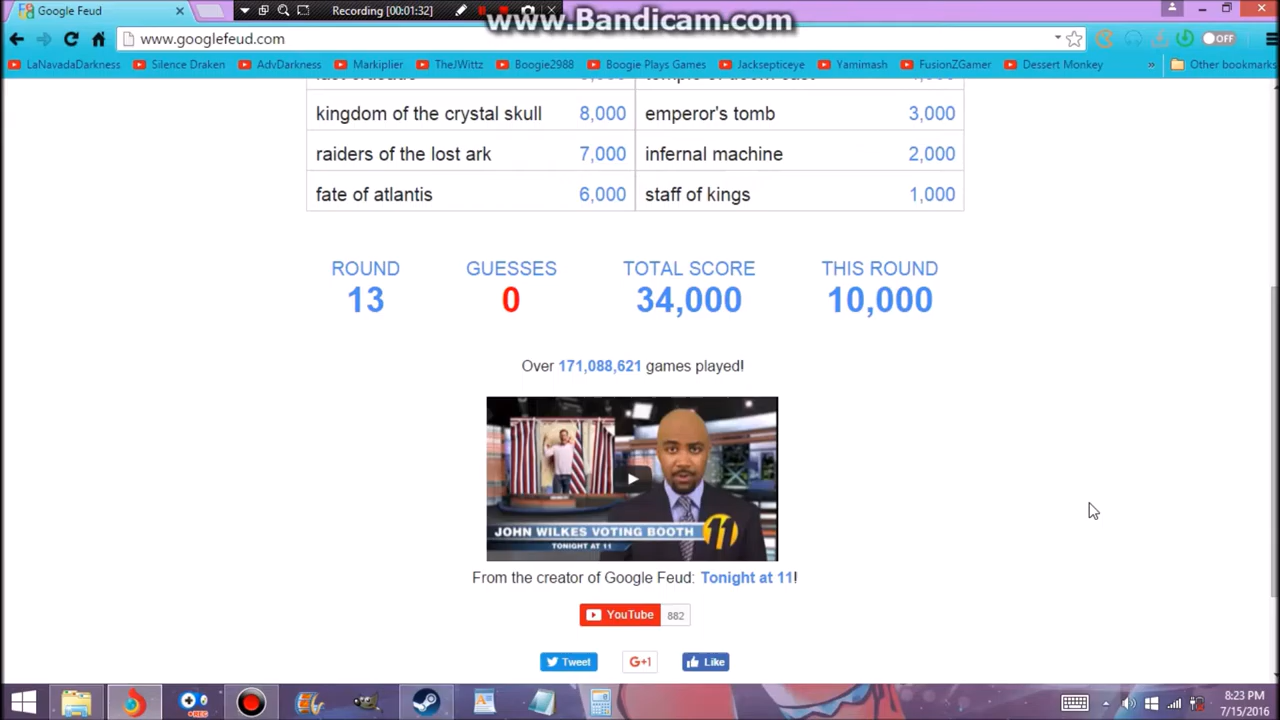 Google Feud
Recording [00:01:32]
www.Bandicam.com
www.googlefeud.com
OFF
LaNavadaDarkness Silence Draken AdvDarkness Markiplier TheJWittz Boogie2988 Boogie Plays Games Jacksepticeye Yamimash FusionZGamer Dessert Monkey » Other bookmarks
kingdom of the crystal skull 8,000 emperor's tomb 3,000
raiders of the lost ark 7,000 infernal machine 2,000
fate of atlantis 6,000 staff of kings 1,000
ROUND GUESSES TOTAL SCORE THIS ROUND
13 0 34,000 10,000
Over 171,088,621 games played!
JOHN WILKES VOTING BOOTH
TONIGHT AT 11
11
From the creator of Google Feud: Tonight at 11!
YouTube 882
Tweet G+1 Like
REC
8:23 PM
7/15/2016